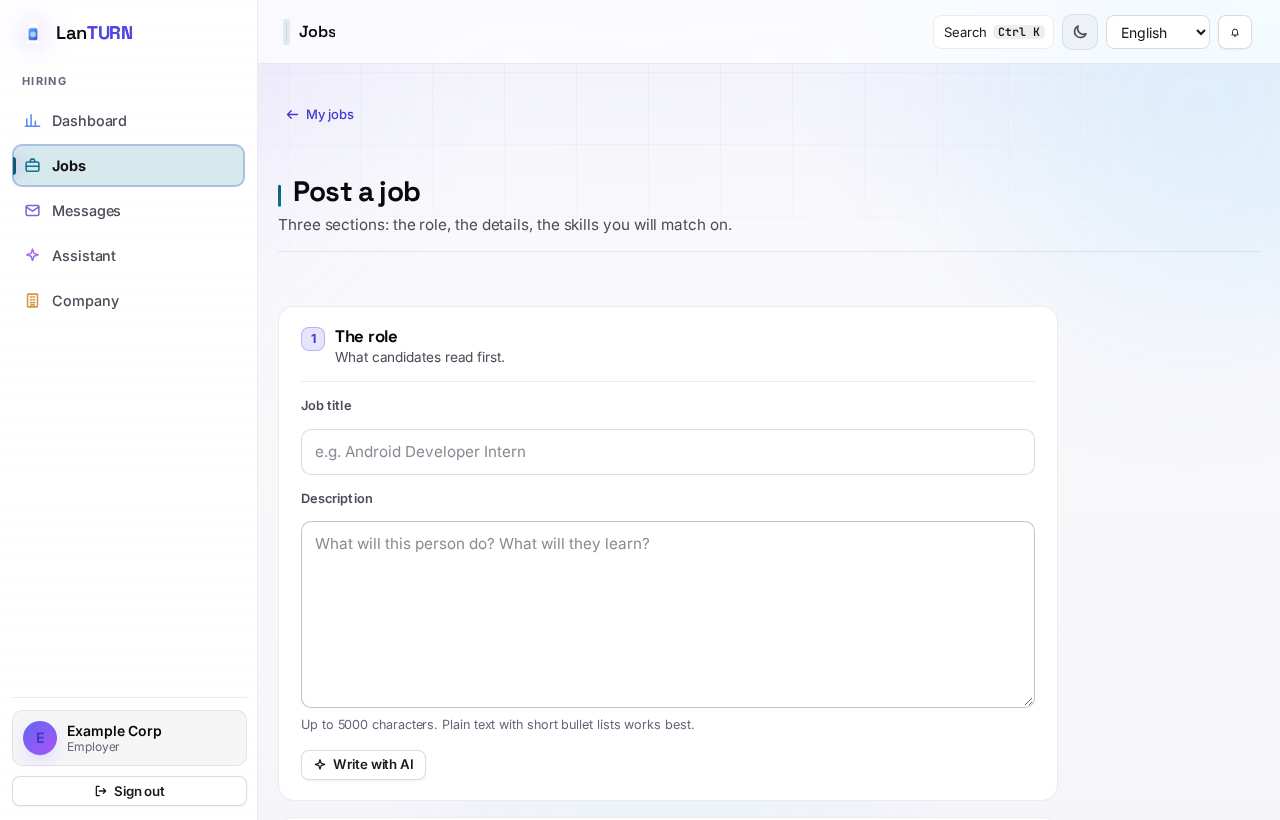 LanTURN
HIRING
Dashboard
Jobs
Messages
Assistant
Company
Example Corp
E
Employer
Sign out
Jobs
Search Ctrl K
English
My jobs
Post a job
Three sections: the role, the details, the skills you will match on.
1
The role
What candidates read first.
Job title
e.g. Android Developer Intern
Description
What will this person do? What will they learn?
Up to 5000 characters. Plain text with short bullet lists works best.
Write with AI